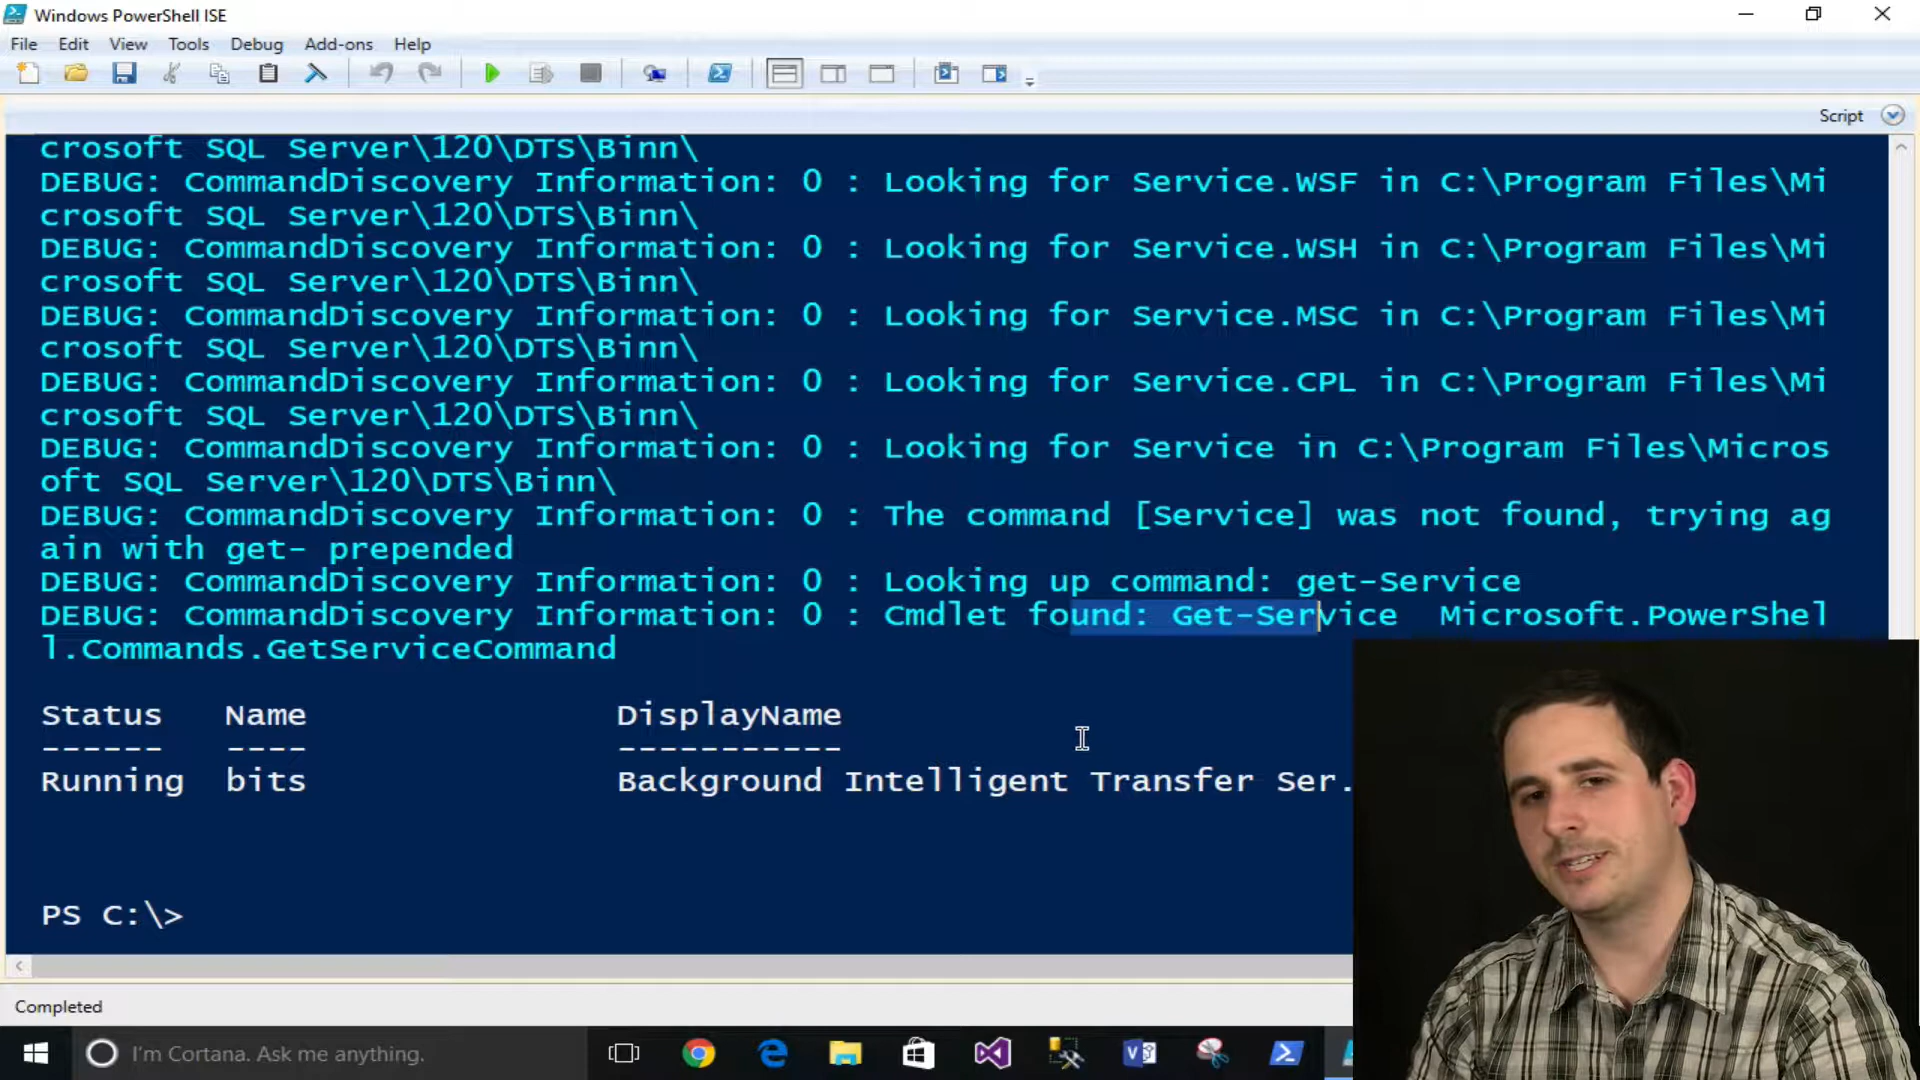 Windows PowerShell ISE
File Edit View Tools Debug Add-ons Help
Script
crosoft SQL Server\120\DTS\Binn\
DEBUG: CommandDiscovery Information: 0 : Looking for Service.WSF in C:\Program Files\Mi
crosoft SQL Server\120\DTS\Binn\
DEBUG: CommandDiscovery Information: 0 : Looking for Service.WSH in C:\Program Files\Mi
crosoft SQL Server\120\DTS\Binn\
DEBUG: CommandDiscovery Information: 0 : Looking for Service.MSC in C:\Program Files\Mi
crosoft SQL Server\120\DTS\Binn\
DEBUG: CommandDiscovery Information: 0 : Looking for Service.CPL in C:\Program Files\Mi
crosoft SQL Server\120\DTS\Binn\
DEBUG: CommandDiscovery Information: 0 : Looking for Service in C:\Program Files\Micros
oft SQL Server\120\DTS\Binn\
DEBUG: CommandDiscovery Information: 0 : The command [Service] was not found, trying ag
ain with get- prepended
DEBUG: CommandDiscovery Information: 0 : Looking up command: get-Service
DEBUG: CommandDiscovery Information: 0 : Cmdlet found: Get-Service  Microsoft.PowerShel
l.Commands.GetServiceCommand
Status   Name               DisplayName
------   ----               -----------
Running  bits               Background Intelligent Transfer Ser.
PS C:\>
Completed
I'm Cortana. Ask me anything.